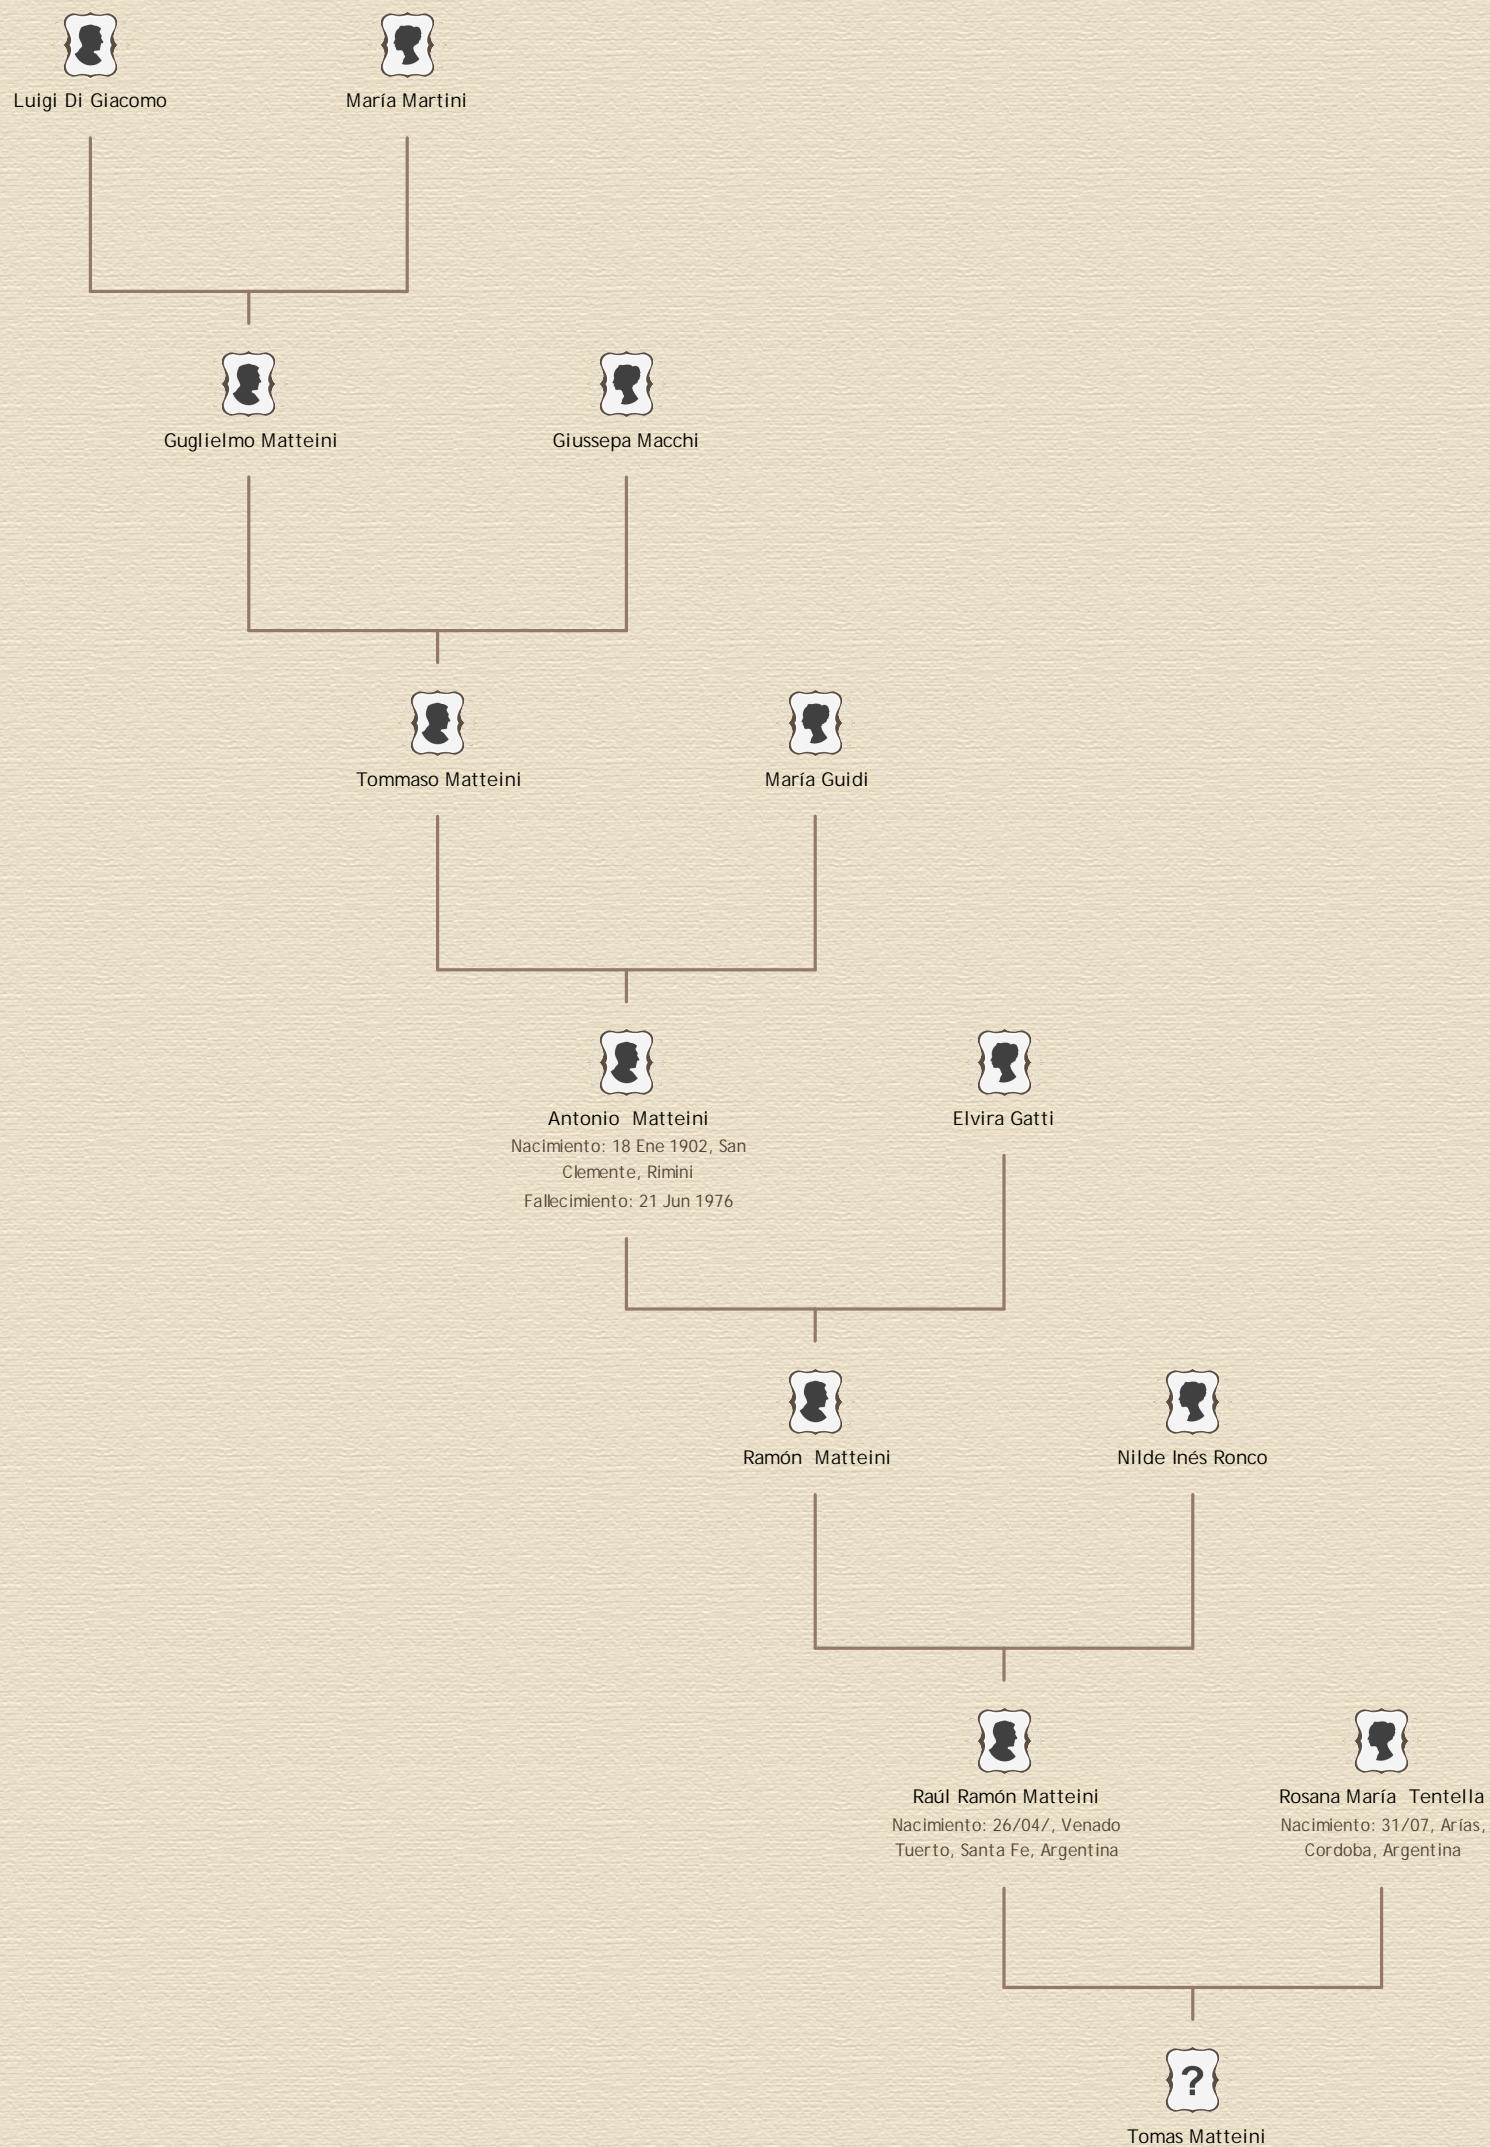 Luigi Di Giacomo
María Martini
Guglielmo Matteini
Giussepa Macchi
Tommaso Matteini
María Guidi
Antonio Matteini
Nacimiento: 18 Ene 1902, San
Clemente, Rimini
Fallecimiento: 21 Jun 1976
Elvira Gatti
Ramón Matteini
Nilde Inés Ronco
Raúl Ramón Matteini
Nacimiento: 26/04/, Venado
Tuerto, Santa Fe, Argentina
Rosana María Tentella
Nacimiento: 31/07, Arías,
Cordoba, Argentina
?
Tomas Matteini